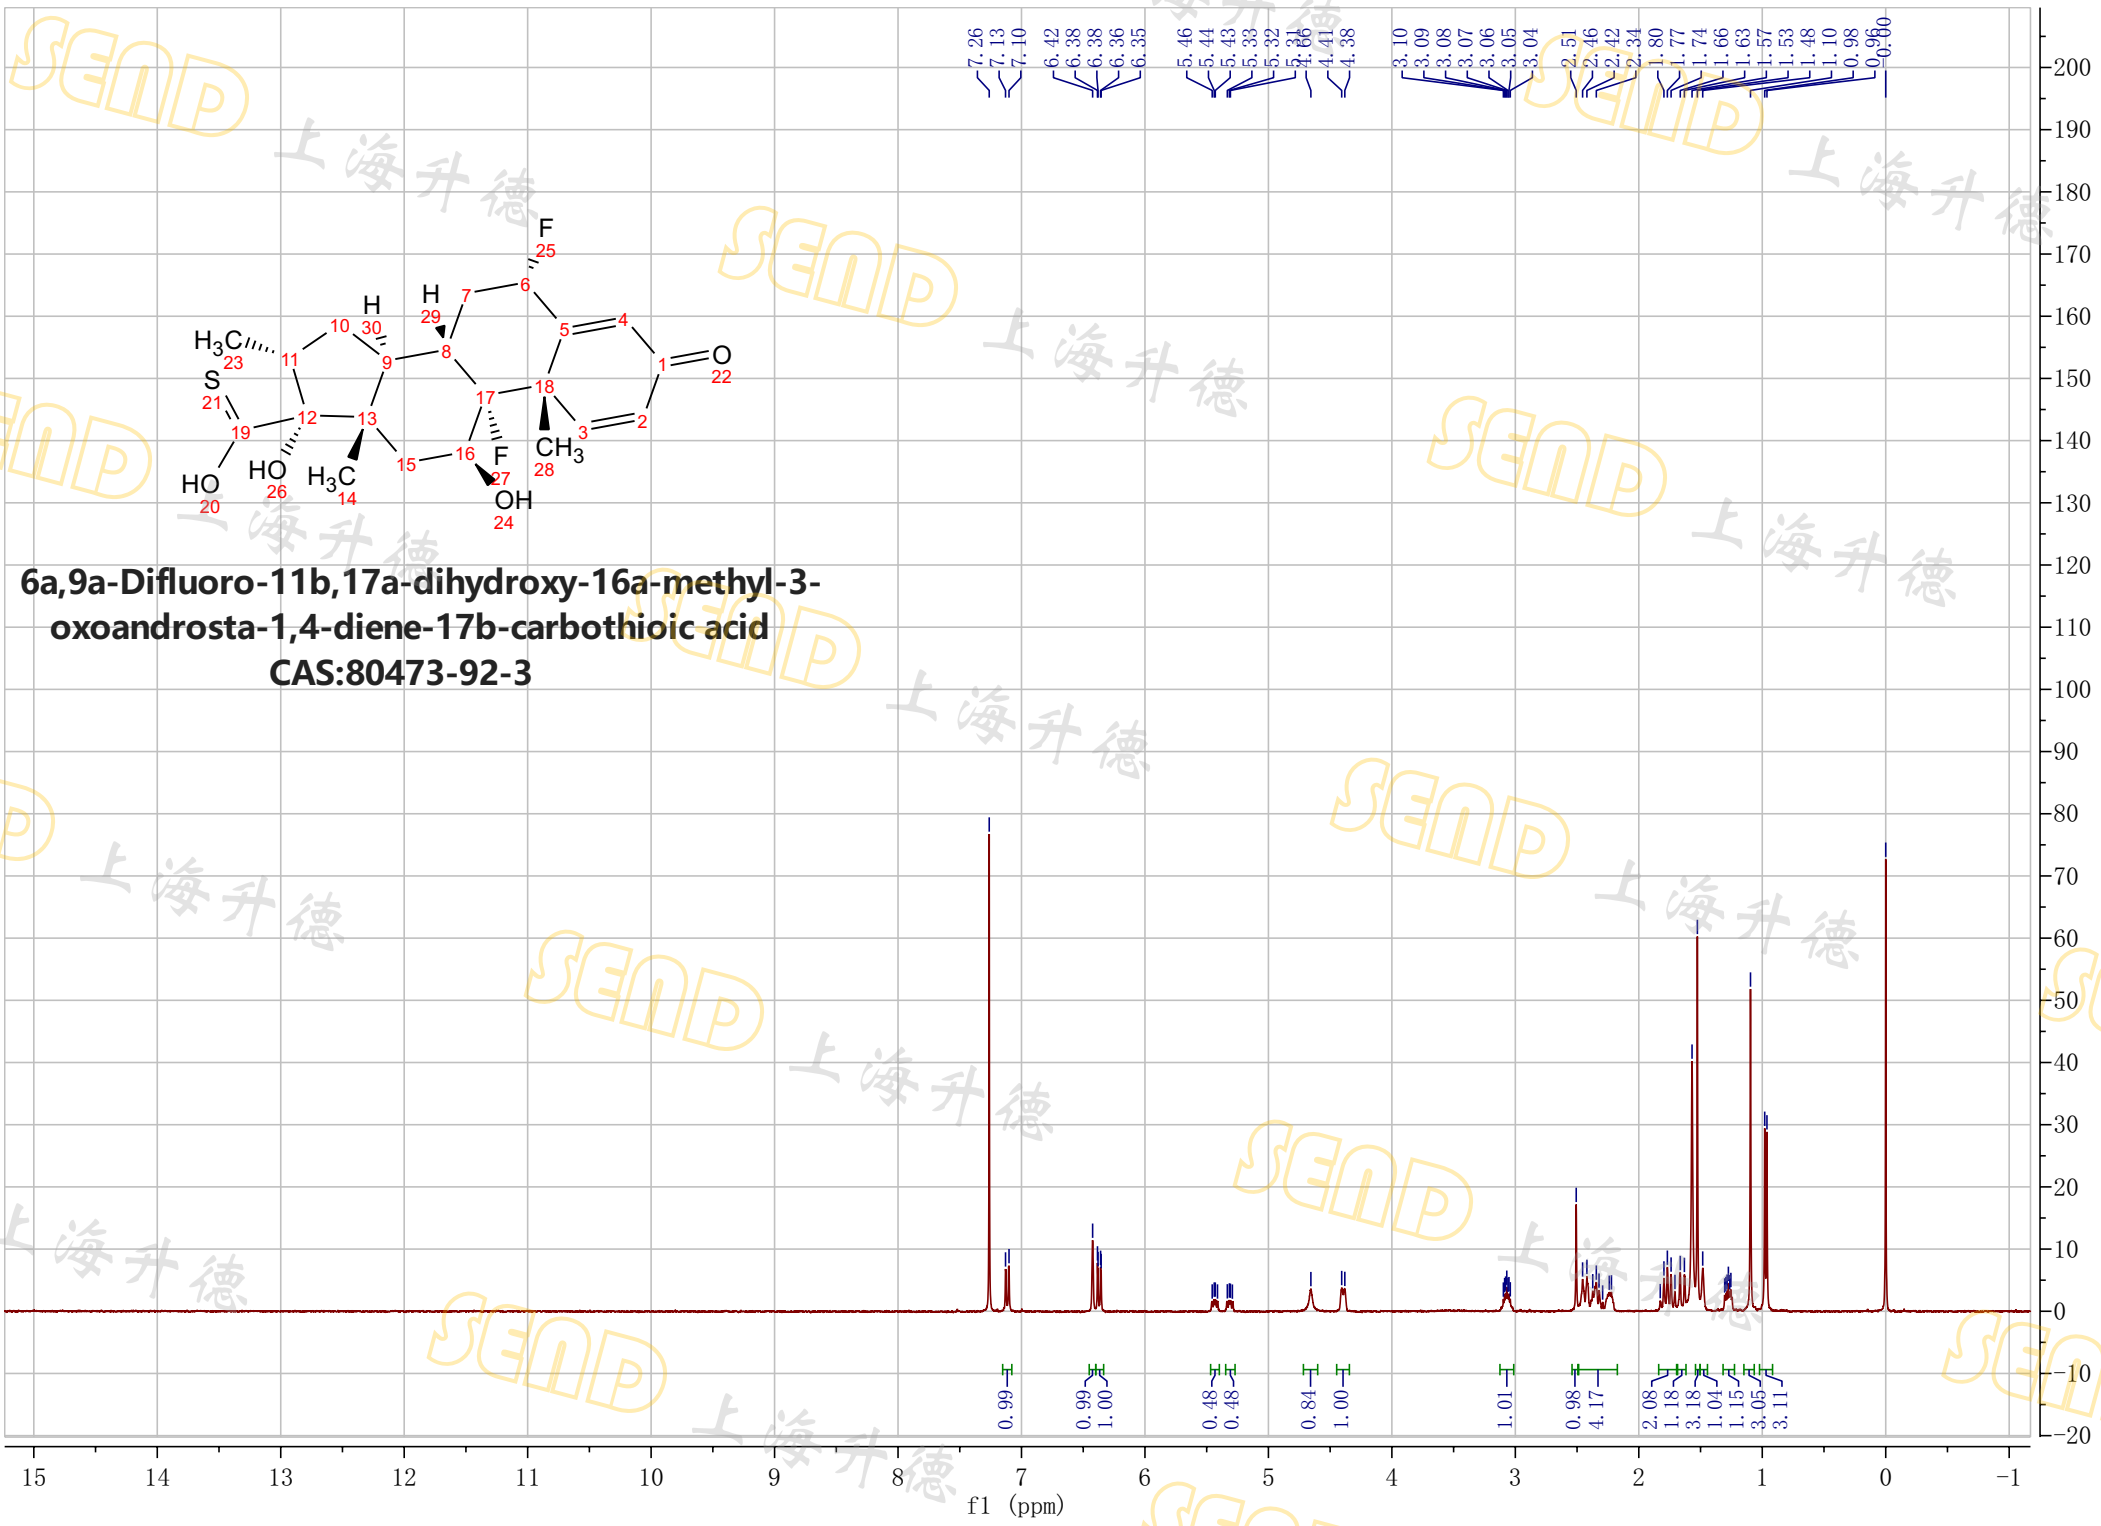 7.26 7.13 7.10 6.42 6.38 6.38 6.36 6.35 5.46 5.44 5.43 5.33 5.32 5.31 4.66 4.41 4.38 3.10 3.09 3.08 3.07 3.06 3.05 3.04 2.51 2.46 2.42 2.34 1.80 1.77 1.74 1.66 1.63 1.57 1.53 1.48 1.10 0.98 0.96 -0.00
SEND 上海升德
F
25
H
29
H
30
H3C
23
S
21
10
11
9
8
7
6
5
4
1
O
22
19
12
13
17
18
3
2
HO
20
HO
26
H3C
14
15
16
F
27
OH
24
CH3
28
6a,9a-Difluoro-11b,17a-dihydroxy-16a-methyl-3-
oxoandrosta-1,4-diene-17b-carbothioic acid
CAS:80473-92-3
200
190
180
170
160
150
140
130
120
110
100
90
80
70
60
50
40
30
20
10
0
-10
-20
0.99 0.99 1.00 0.48 0.48 0.84 1.00 1.01 0.98 4.17 2.08 1.18 3.18 1.04 1.15 3.05 3.11
15 14 13 12 11 10 9 8 7 6 5 4 3 2 1 0 -1
f1 (ppm)